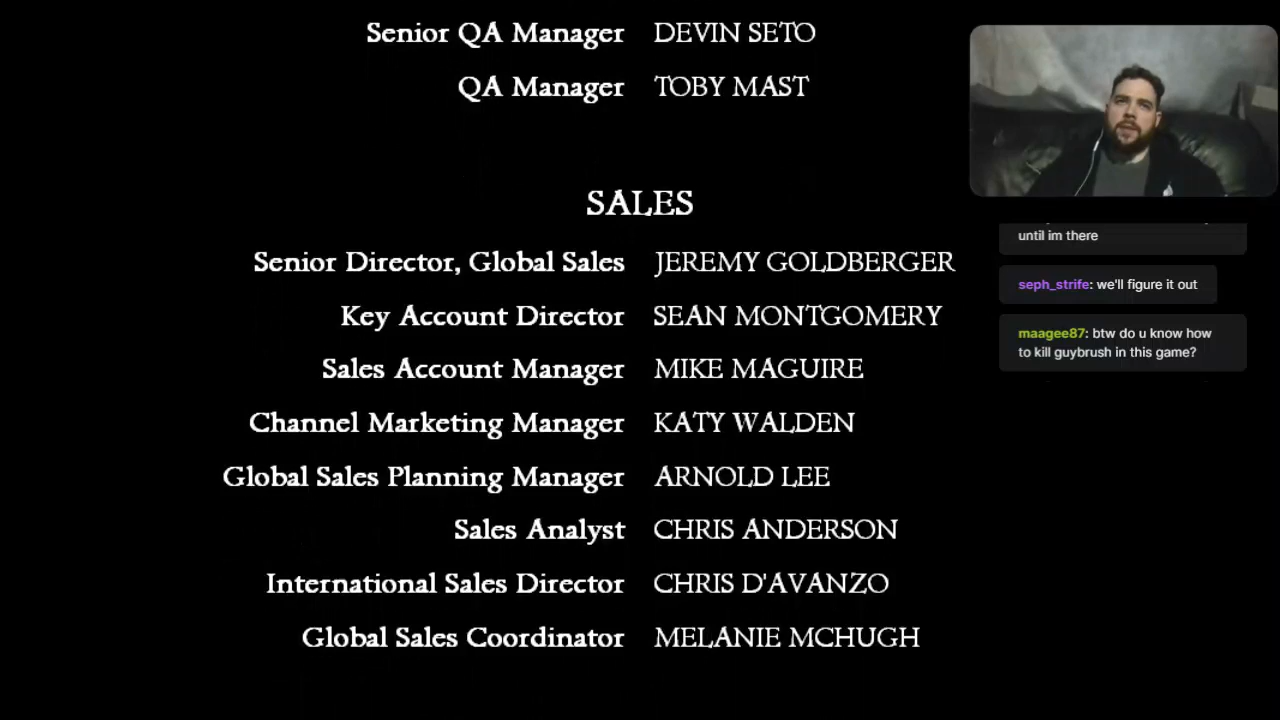 Senior QA Manager DEVIN SETO
QA Manager TOBY MAST
SALES
Senior Director, Global Sales JEREMY GOLDBERGER
Key Account Director SEAN MONTGOMERY
Sales Account Manager MIKE MAGUIRE
Channel Marketing Manager KATY WALDEN
Global Sales Planning Manager ARNOLD LEE
Sales Analyst CHRIS ANDERSON
International Sales Director CHRIS D'AVANZO
Global Sales Coordinator MELANIE MCHUGH
until im there
seph_strife: we'll figure it out
maagee87: btw do u know how
to kill guybrush in this game?